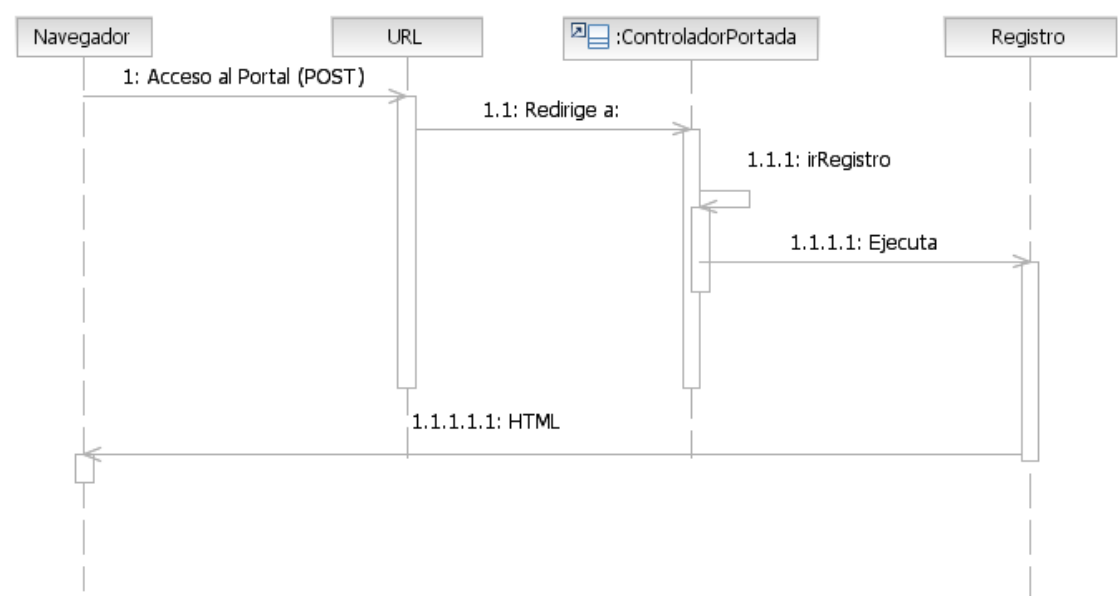 Navegador
URL
:ControladorPortada
Registro
1: Acceso al Portal (POST)
1.1: Redirige a:
1.1.1: irRegistro
1.1.1.1: Ejecuta
1.1.1.1.1: HTML